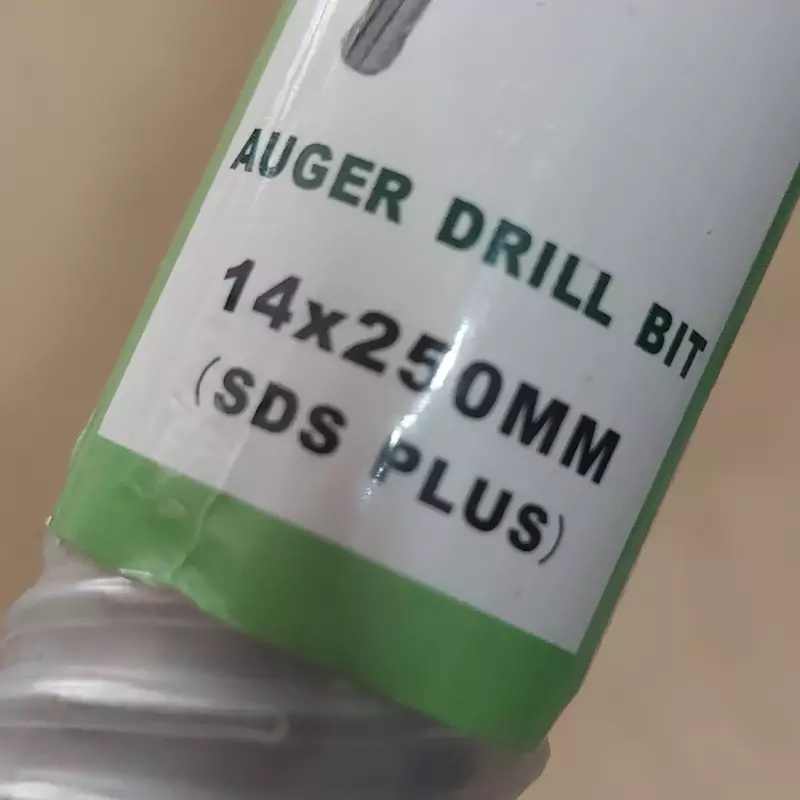 AUGER DRILL BIT
14x250MM
(SDS PLUS)